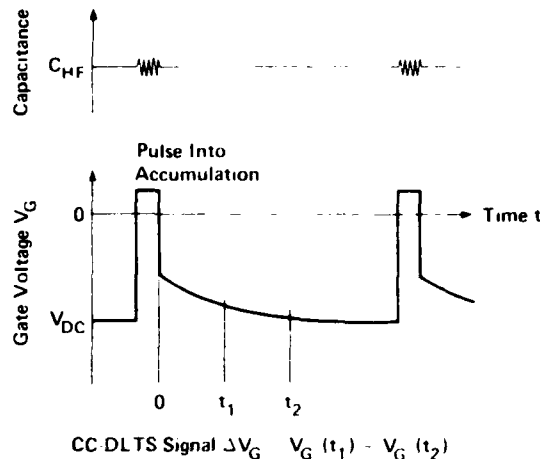 Capacitance
C_HF
Pulse Into
Accumulation
Gate Voltage V_G
0
Time t
V_DC
0 t_1 t_2
CC-DLTS Signal ΔV_G V_G (t_1) - V_G (t_2)